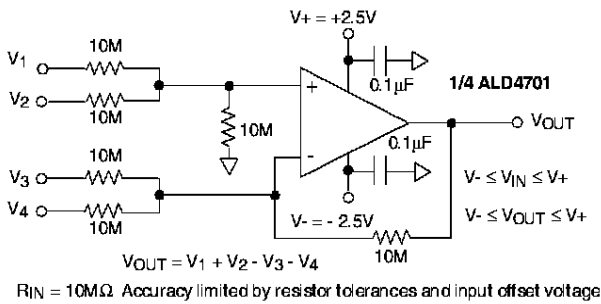 V+ = +2.5V
V1
10M
V2
10M
10M
+
-
0.1µF
1/4 ALD4701
VOUT
0.1µF
V3
10M
V4
10M
V- = - 2.5V
V- ≤ VIN ≤ V+
V- ≤ VOUT ≤ V+
10M
VOUT = V1 + V2 - V3 - V4
RIN = 10MΩ Accuracy limited by resistor tolerances and input offset voltage